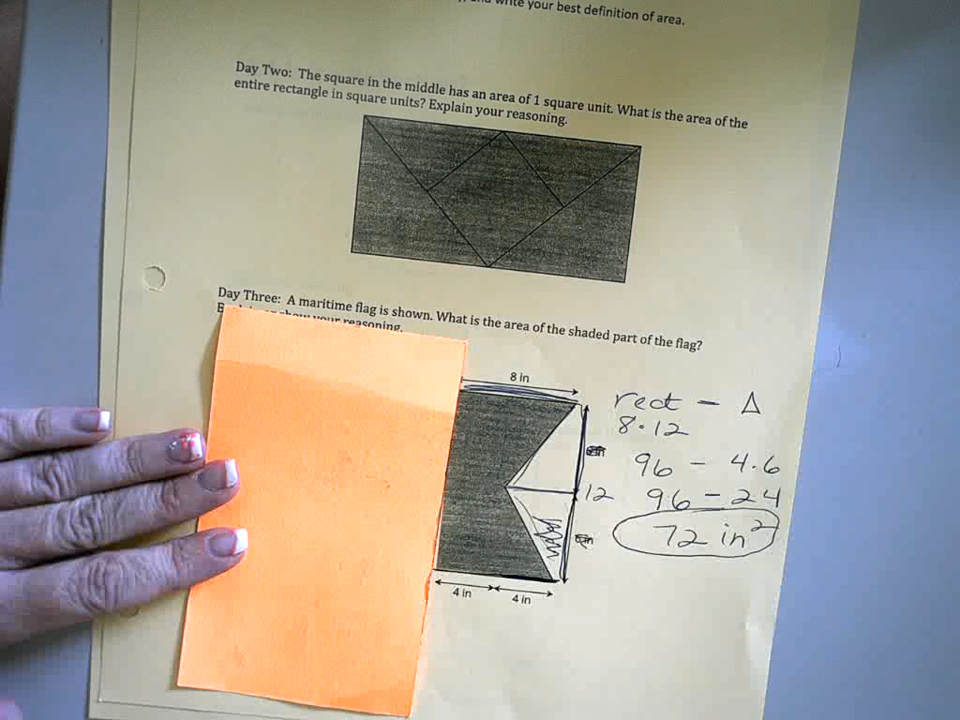 write your best definition of area.
Day Two: The square in the middle has an area of 1 square unit. What is the area of the
entire rectangle in square units? Explain your reasoning.
Day Three: A maritime flag is shown. What is the area of the shaded part of the flag?
your reasoning.
8 in
rect - Δ
8·12
96 - 4·6
12
96 - 24
72 in²
4 in
4 in